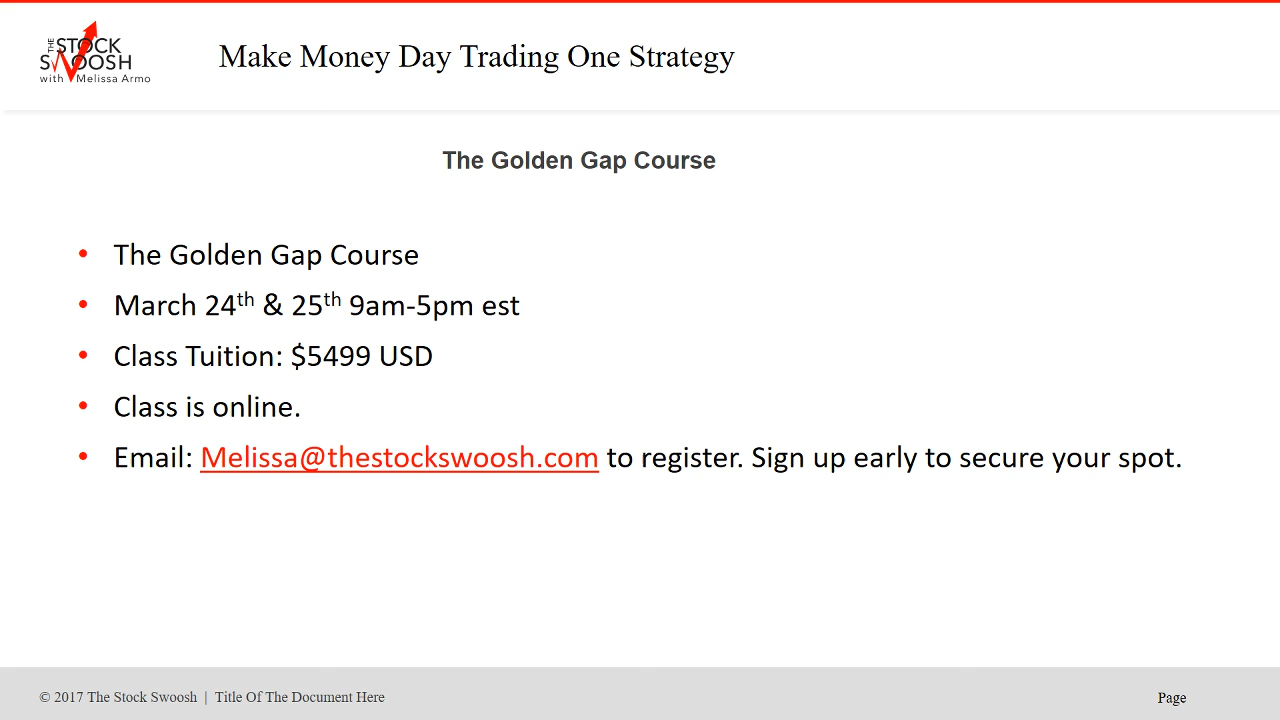 THE STOCK
SWOOSH
with Melissa Armo
Make Money Day Trading One Strategy
The Golden Gap Course
• The Golden Gap Course
• March 24th & 25th 9am-5pm est
• Class Tuition: $5499 USD
• Class is online.
• Email: Melissa@thestockswoosh.com to register. Sign up early to secure your spot.
© 2017 The Stock Swoosh | Title Of The Document Here
Page